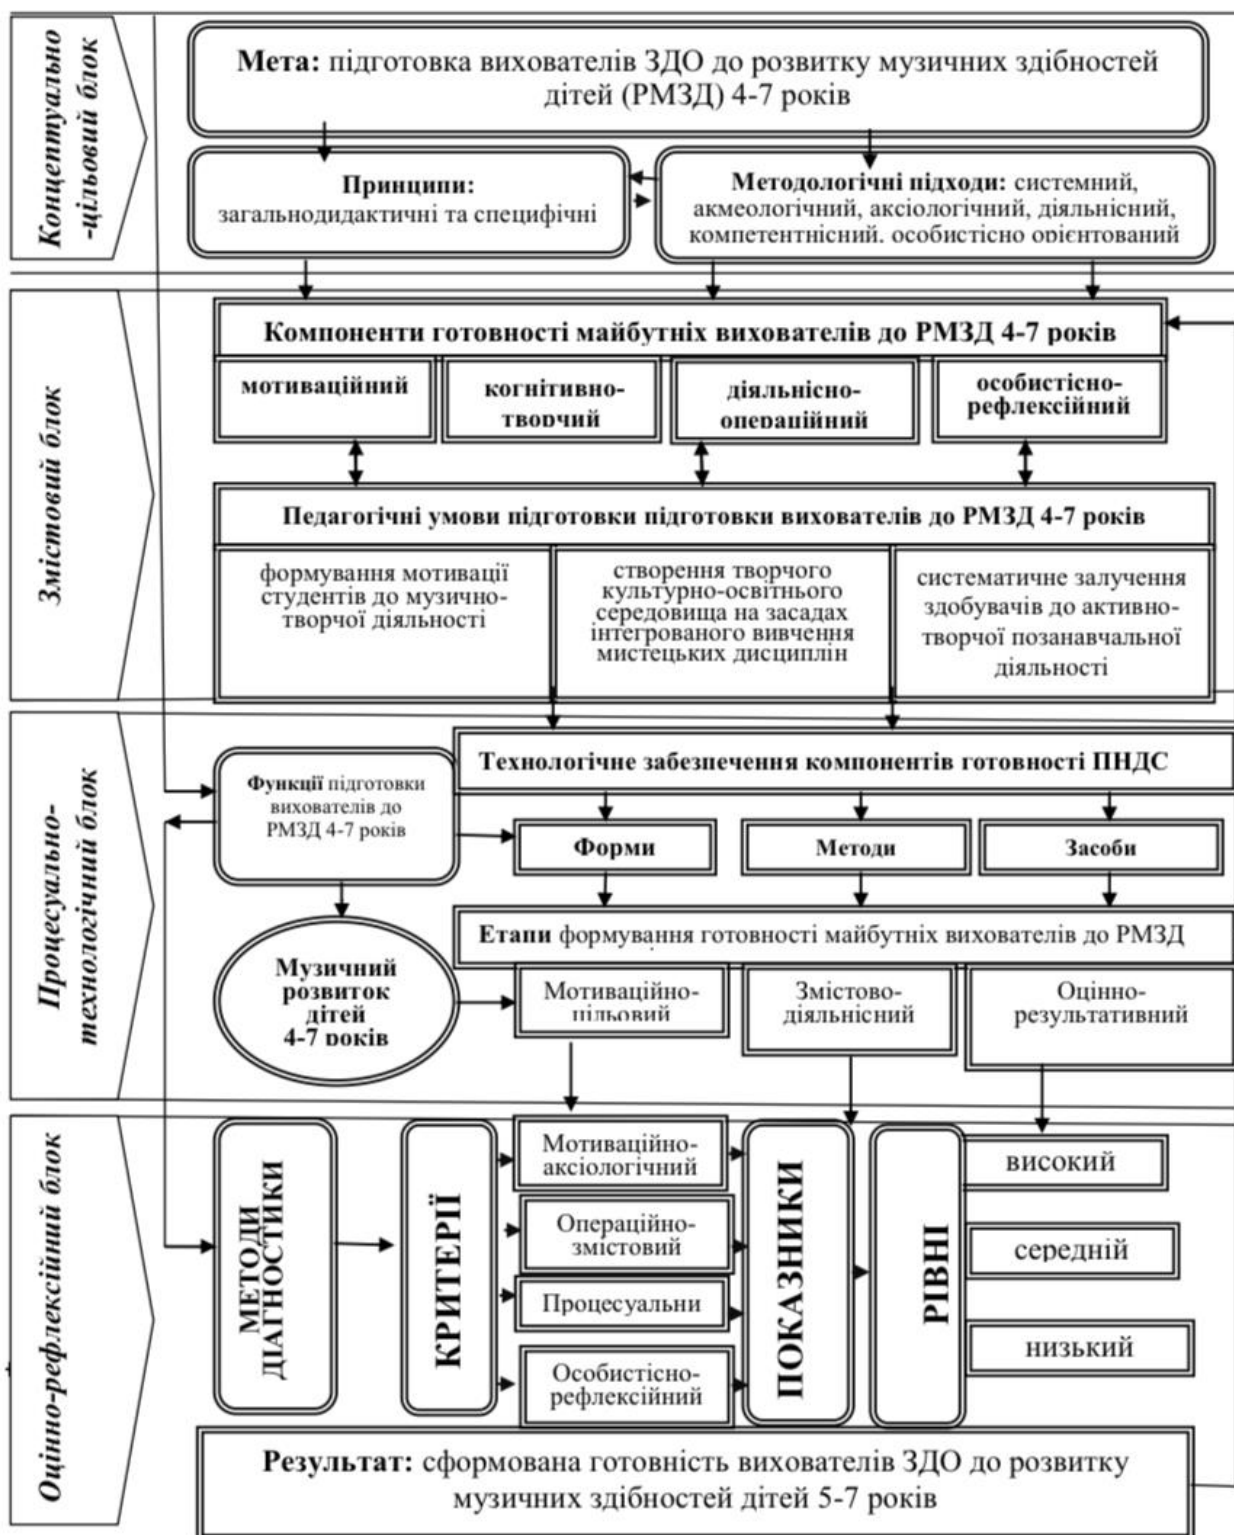 Концептуально
-цільовий блок
Мета: підготовка вихователів ЗДО до розвитку музичних здібностей
дітей (РМЗД) 4-7 років
Принципи:
загальнодидактичні та специфічні
Методологічні підходи: системний,
акмеологічний, аксіологічний, діяльнісний,
компетентнісний, особистісно орієнтований
Змістовий блок
Компоненти готовності майбутніх вихователів до РМЗД 4-7 років
мотиваційний
когнітивно-
творчий
діяльнісно-
операційний
особистісно-
рефлексійний
Педагогічні умови підготовки підготовки вихователів до РМЗД 4-7 років
формування мотивації
студентів до музично-
творчої діяльності
створення творчого
культурно-освітнього
середовища на засадах
інтегрованого вивчення
мистецьких дисциплін
систематичне залучення
здобувачів до активно-
творчої позанавчальної
діяльності
Процесуально-
технологічний блок
Функції підготовки
вихователів до
РМЗД 4-7 років
Технологічне забезпечення компонентів готовності ПНДС
Форми
Методи
Засоби
Етапи формування готовності майбутніх вихователів до РМЗД
Музичний
розвиток
дітей
4-7 років
Мотиваційно-
цільовий
Змістово-
діяльнісний
Оцінно-
результативний
Оцінно-рефлексійний блок
МЕТОДИ
ДІАГНОСТИКИ
КРИТЕРІЇ
Мотиваційно-
аксіологічний
Операційно-
змістовий
Процесуальни
Особистісно-
рефлексійний
ПОКАЗНИКИ
РІВНІ
високий
середній
низький
Результат: сформована готовність вихователів ЗДО до розвитку
музичних здібностей дітей 5-7 років